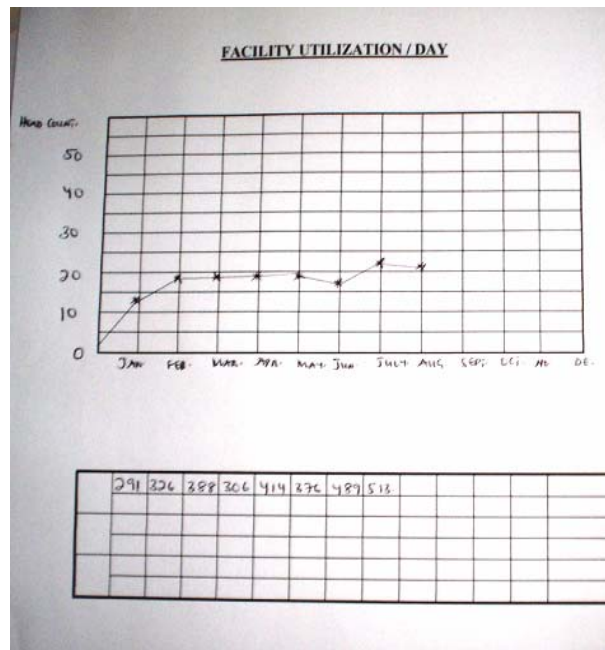 FACILITY UTILIZATION / DAY
HEAD COUNT.
50
40
30
20
10
0
JAN FEB. MAR. APR. MAY. JUN. JULY AUG SEPT. OCT. NO DE.
291 326 388 306 414 376 489 513